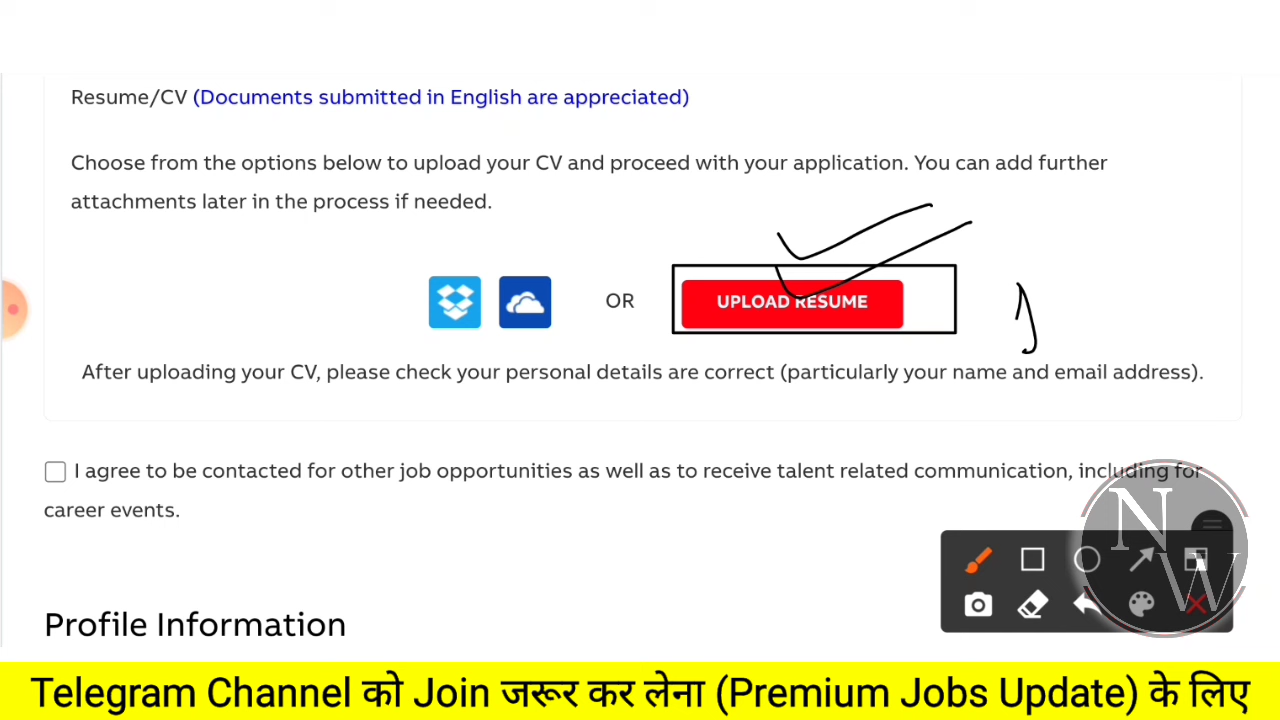 Resume/CV (Documents submitted in English are appreciated)
Choose from the options below to upload your CV and proceed with your application. You can add further
attachments later in the process if needed.
OR
UPLOAD RESUME
After uploading your CV, please check your personal details are correct (particularly your name and email address).
I agree to be contacted for other job opportunities as well as to receive talent related communication, including for
career events.
N
W
Profile Information
Telegram Channel को Join जरूर कर लेना (Premium Jobs Update) के लिए